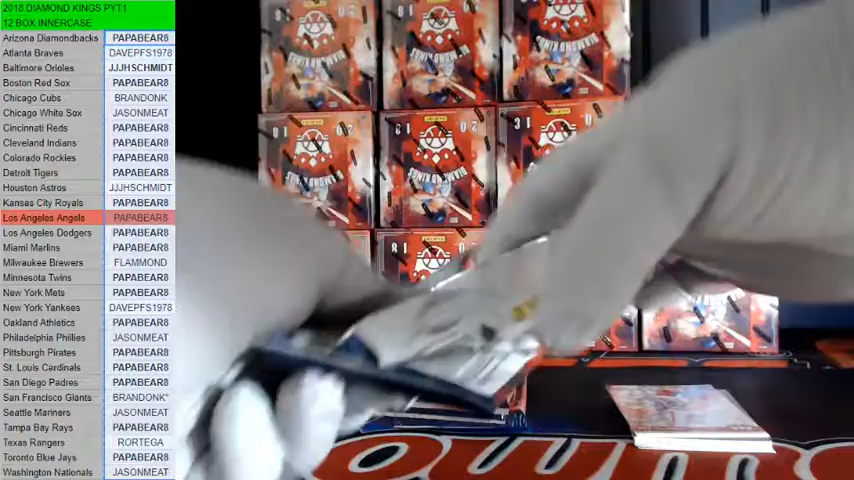 2018 DIAMOND KINGS PYT1
12 BOX INNERCASE
Arizona Diamondbacks PAPABEAR8
Atlanta Braves DAVEPFS1978
Baltimore Orioles JJJHSCHMIDT
Boston Red Sox PAPABEAR8
Chicago Cubs BRANDONK
Chicago White Sox JASONMEAT
Cincinnati Reds PAPABEAR8
Cleveland Indians PAPABEAR8
Colorado Rockies PAPABEAR8
Detroit Tigers PAPABEAR8
Houston Astros JJJHSCHMIDT
Kansas City Royals PAPABEAR8
Los Angeles Angels PAPABEAR8
Los Angeles Dodgers PAPABEAR8
Miami Marlins PAPABEAR8
Milwaukee Brewers FLAMMOND
Minnesota Twins PAPABEAR8
New York Mets PAPABEAR8
New York Yankees DAVEPFS1978
Oakland Athletics PAPABEAR8
Philadelphia Phillies JASONMEAT
Pittsburgh Pirates PAPABEAR8
St. Louis Cardinals PAPABEAR8
San Diego Padres PAPABEAR8
San Francisco Giants BRANDONK*
Seattle Mariners JASONMEAT
Tampa Bay Rays PAPABEAR8
Texas Rangers RORTEGA
Toronto Blue Jays PAPABEAR8
Washington Nationals JASONMEAT